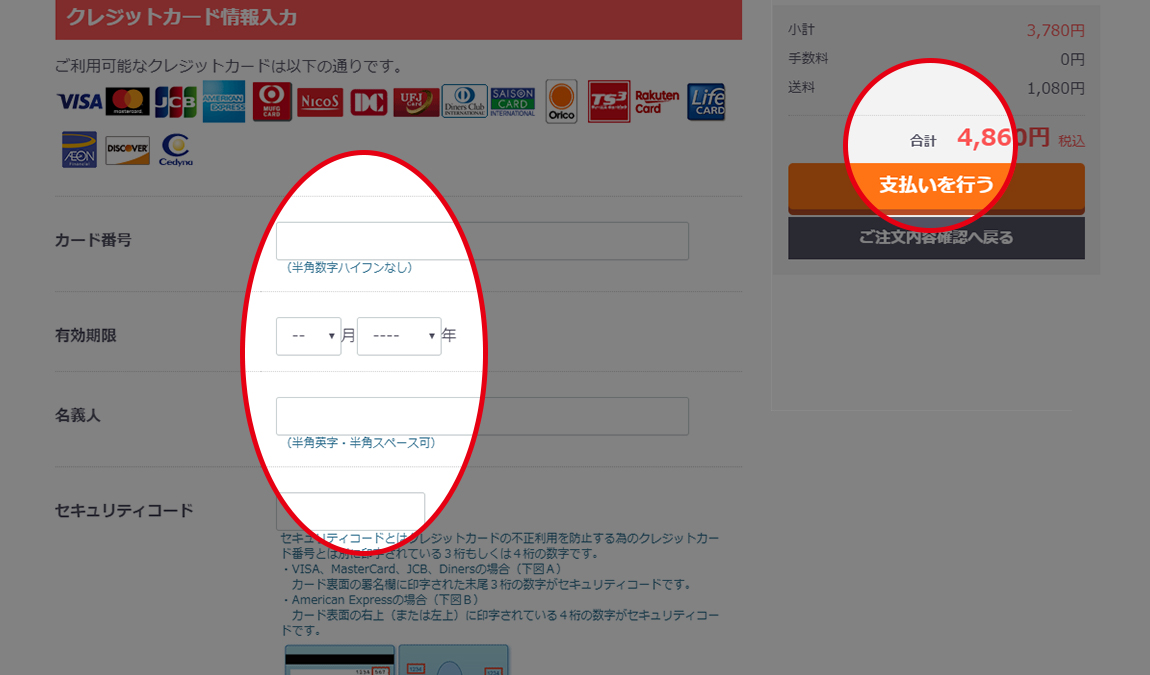 クレジットカード情報入力
ご利用可能なクレジットカードは以下の通りです。
VISA
mastercard
JCB
AMERICAN EXPRESS
MUFG CARD
NICOS
DC
UFJ Card
Diners Club INTERNATIONAL
SAISON CARD INTERNATIONAL
Orico
TS3
Rakuten Card
Life CARD
AEON Financial
DISCOVER
Cedyna
カード番号
(半角数字ハイフンなし)
有効期限
-- ▼月 ---- ▼年
名義人
(半角英字・半角スペース可)
セキュリティコード
セキュリティコードとはクレジットカードの不正利用を防止する為のクレジットカー
ド番号とは別に印字されている３桁もしくは４桁の数字です。
・VISA、MasterCard、JCB、Dinersの場合（下図Ａ）
カード裏面の署名欄に印字された末尾３桁の数字がセキュリティコードです。
・American Expressの場合（下図Ｂ）
カード表面の右上（または左上）に印字されている４桁の数字がセキュリティコー
ドです。
1234 567
1234
1234
小計 3,780円
手数料 0円
送料 1,080円
合計 4,860円 税込
支払いを行う
ご注文内容確認へ戻る